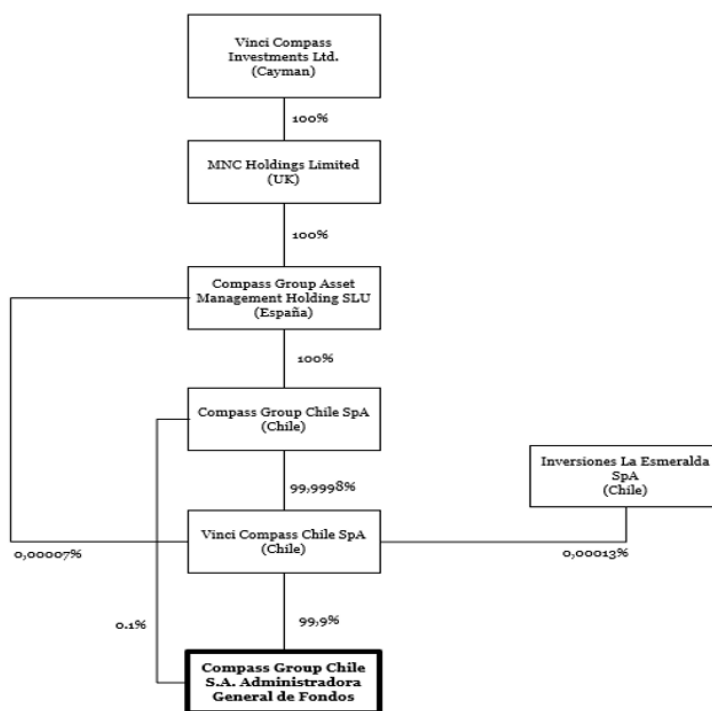 Vinci Compass
Investments Ltd.
(Cayman)
100%
MNC Holdings Limited
(UK)
100%
Compass Group Asset
Management Holding SLU
(España)
100%
Compass Group Chile SpA
(Chile)
Inversiones La Esmeralda
SpA
(Chile)
99,9998%
Vinci Compass Chile SpA
(Chile)
0,00007%
0,00013%
99,9%
0.1%
Compass Group Chile
S.A. Administradora
General de Fondos